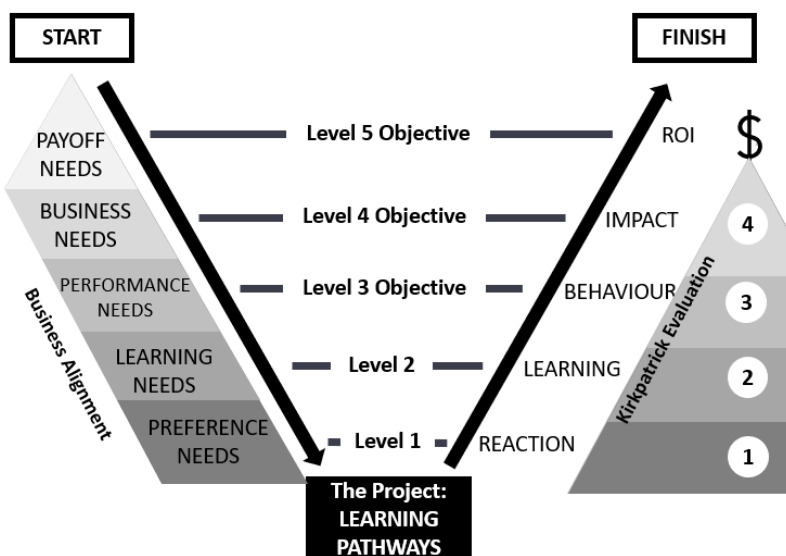 START
FINISH
PAYOFF
NEEDS
Level 5 Objective
ROI
$
BUSINESS
NEEDS
Level 4 Objective
IMPACT
4
PERFORMANCE
NEEDS
Level 3 Objective
BEHAVIOUR
3
LEARNING
NEEDS
Level 2
LEARNING
2
PREFERENCE
NEEDS
Level 1
REACTION
1
Business Alignment
Kirkpatrick Evaluation
The Project:
LEARNING
PATHWAYS